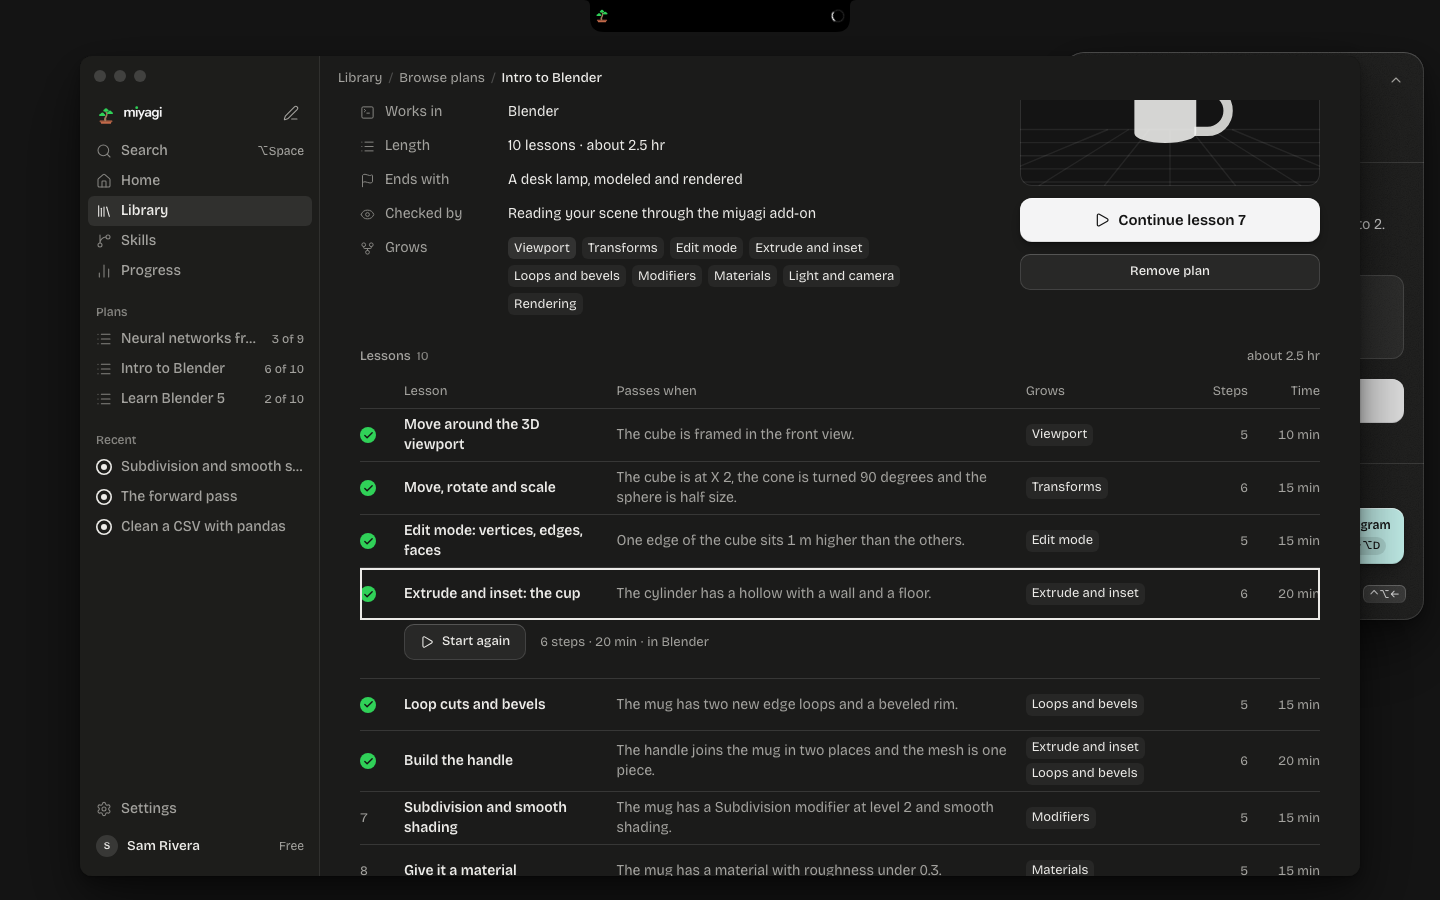 Library / Browse plans / Intro to Blender
miyagi
Search ⌥Space
Home
Library
Skills
Progress
Plans
Neural networks fr... 3 of 9
Intro to Blender 6 of 10
Learn Blender 5 2 of 10
Recent
Subdivision and smooth s...
The forward pass
Clean a CSV with pandas
Settings
S Sam Rivera Free
Works in Blender
Length 10 lessons · about 2.5 hr
Ends with A desk lamp, modeled and rendered
Checked by Reading your scene through the miyagi add-on
Grows Viewport Transforms Edit mode Extrude and inset
Loops and bevels Modifiers Materials Light and camera
Rendering
Continue lesson 7
Remove plan
Lessons 10 about 2.5 hr
Lesson Passes when Grows Steps Time
Move around the 3D
viewport
The cube is framed in the front view. Viewport 5 10 min
Move, rotate and scale
The cube is at X 2, the cone is turned 90 degrees and the
sphere is half size.
Transforms 6 15 min
Edit mode: vertices, edges,
faces
One edge of the cube sits 1 m higher than the others. Edit mode 5 15 min
Extrude and inset: the cup The cylinder has a hollow with a wall and a floor. Extrude and inset 6 20 min
Start again 6 steps · 20 min · in Blender
Loop cuts and bevels The mug has two new edge loops and a beveled rim. Loops and bevels 5 15 min
Build the handle
The handle joins the mug in two places and the mesh is one
piece.
Extrude and inset
Loops and bevels
6 20 min
7 Subdivision and smooth
shading
The mug has a Subdivision modifier at level 2 and smooth
shading.
Modifiers 5 15 min
8 Give it a material The mug has a material with roughness under 0.3. Materials 5 15 min
to 2.
gram
⌥D
^⌥←